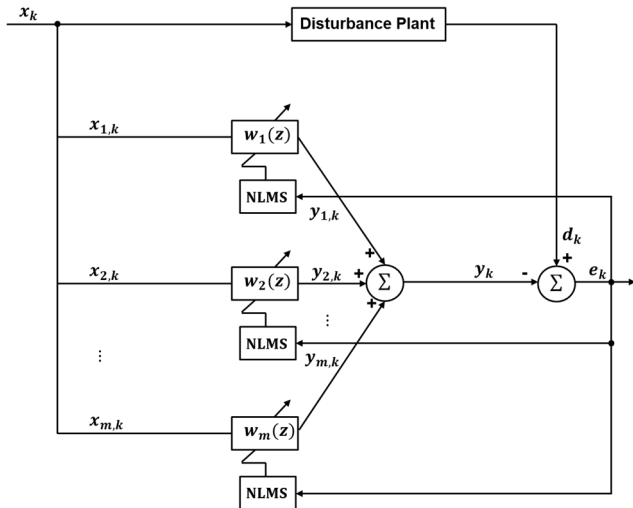 x_k
Disturbance Plant
x_{1,k}
w_1(z)
NLMS
y_{1,k}
d_k
+
+
x_{2,k}
w_2(z)
y_{2,k}
+
Σ
y_k
-
Σ
e_k
+
⋮
NLMS
y_{m,k}
⋮
x_{m,k}
w_m(z)
NLMS